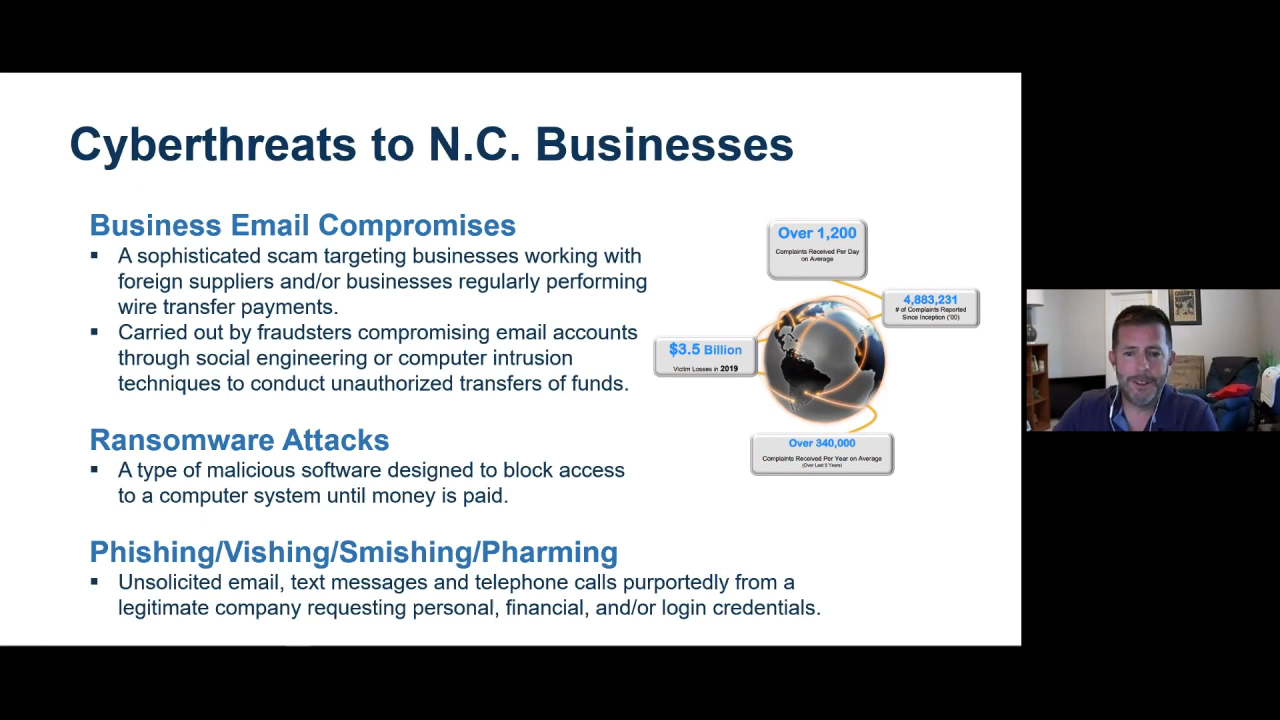 Cyberthreats to N.C. Businesses
Business Email Compromises
▪ A sophisticated scam targeting businesses working with
foreign suppliers and/or businesses regularly performing
wire transfer payments.
▪ Carried out by fraudsters compromising email accounts
through social engineering or computer intrusion
techniques to conduct unauthorized transfers of funds.
Ransomware Attacks
▪ A type of malicious software designed to block access
to a computer system until money is paid.
Phishing/Vishing/Smishing/Pharming
▪ Unsolicited email, text messages and telephone calls purportedly from a
legitimate company requesting personal, financial, and/or login credentials.
Over 1,200
Complaints Received Per Day
on Average
4,883,231
# of Complaints Reported
Since Inception ('00)
$3.5 Billion
Victim Losses in 2019
Over 340,000
Complaints Received Per Year on Average
(Over Last 5 Years)